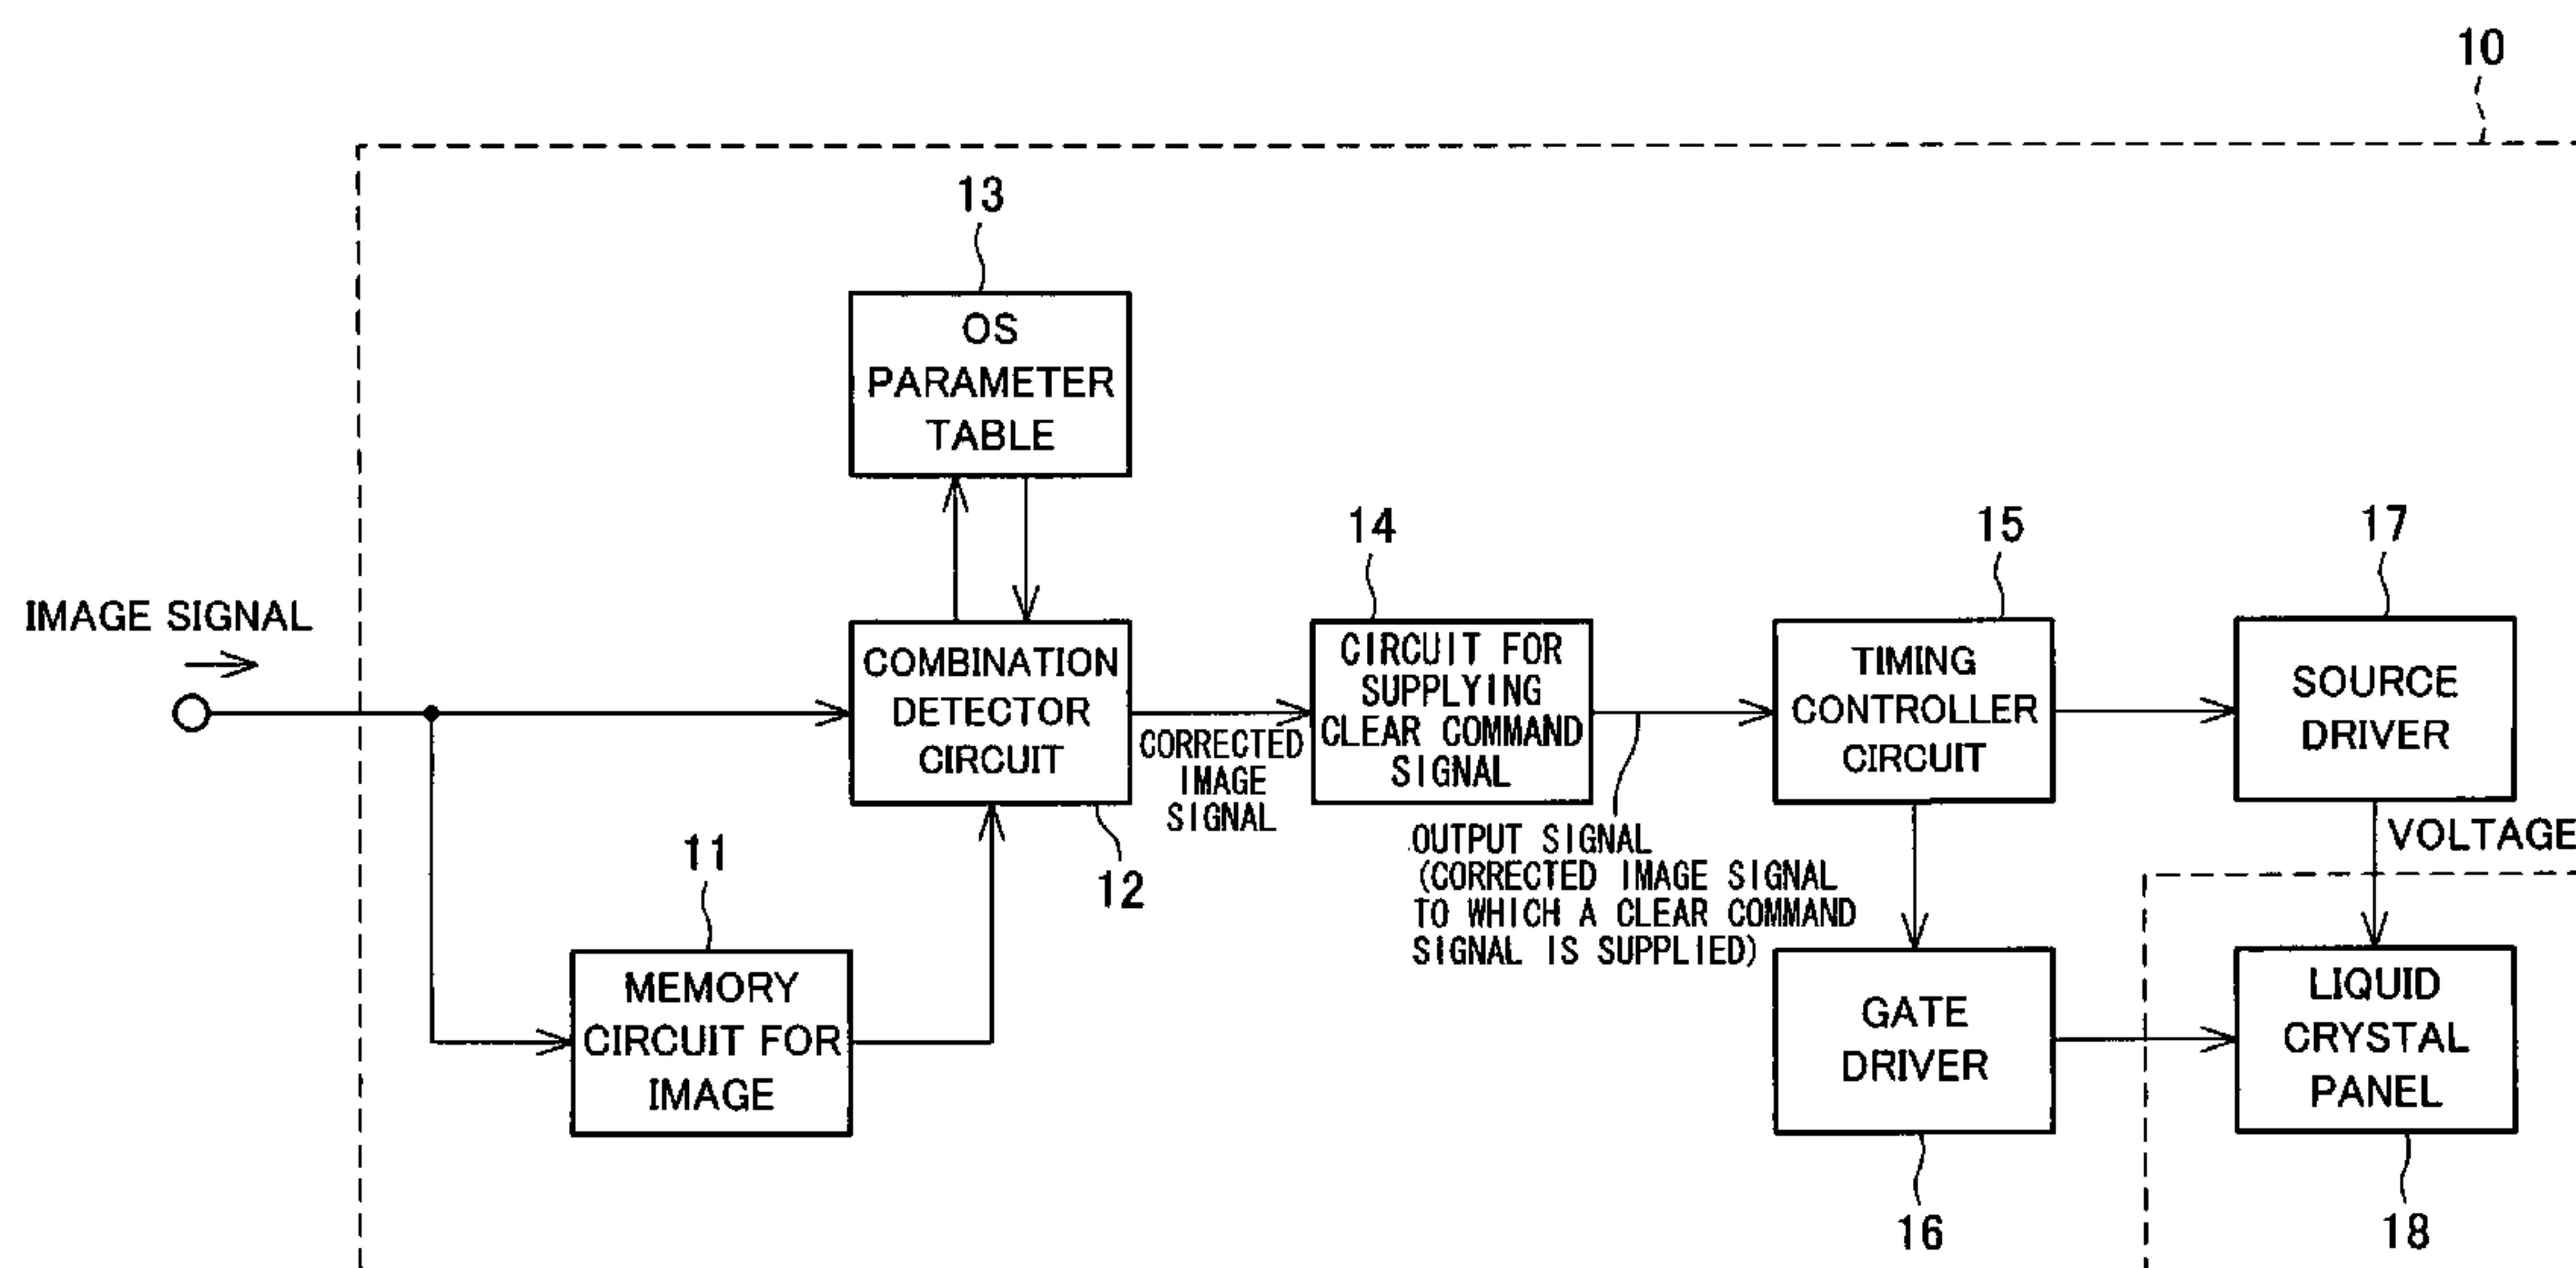 10
13
OS
PARAMETER
TABLE
14
15
17
IMAGE SIGNAL
COMBINATION
DETECTOR
CIRCUIT
CORRECTED
IMAGE
SIGNAL
CIRCUIT FOR
SUPPLYING
CLEAR COMMAND
SIGNAL
TIMING
CONTROLLER
CIRCUIT
SOURCE
DRIVER
VOLTAGE
OUTPUT SIGNAL
(CORRECTED IMAGE SIGNAL
TO WHICH A CLEAR COMMAND
SIGNAL IS SUPPLIED)
11
12
MEMORY
CIRCUIT FOR
IMAGE
GATE
DRIVER
LIQUID
CRYSTAL
PANEL
16
18